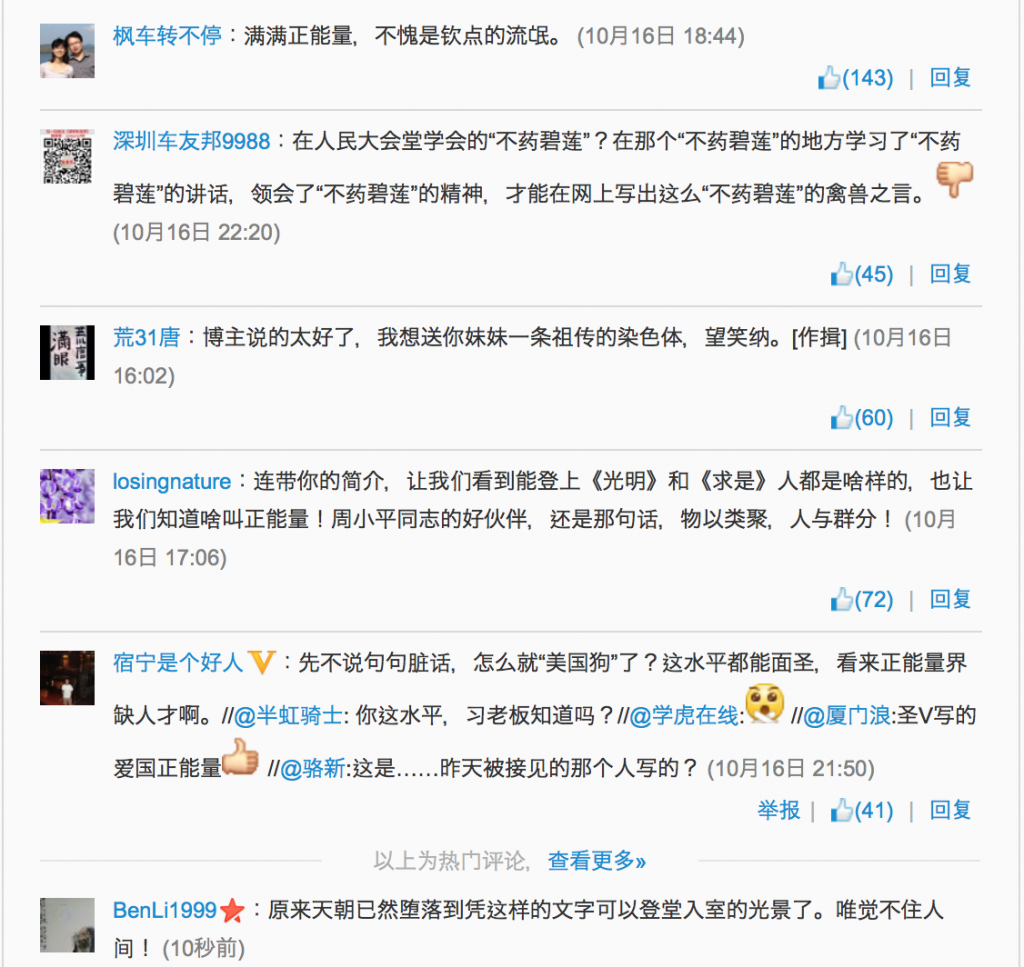 枫车转不停：满满正能量，不愧是钦点的流氓。 (10月16日 18:44)
(143) | 回复
深圳车友邦9988：在人民大会堂学会的“不药碧莲”？在那个“不药碧莲”的地方学习了“不药
碧莲”的讲话，领会了“不药碧莲”的精神，才能在网上写出这么“不药碧莲”的禽兽之言。
(10月16日 22:20)
(45) | 回复
满眼
荒唐事
荒31唐：博主说的太好了，我想送你妹妹一条祖传的染色体，望笑纳。[作揖] (10月16日
16:02)
(60) | 回复
losingnature：连带你的简介，让我们看到能登上《光明》和《求是》人都是啥样的，也让
我们知道啥叫正能量！周小平同志的好伙伴，还是那句话，物以类聚，人与群分！ (10月
16日 17:06)
(72) | 回复
宿宁是个好人V：先不说句句脏话，怎么就“美国狗”了？这水平都能面圣，看来正能量界
缺人才啊。//@半虹骑士: 你这水平，习老板知道吗？//@学虎在线: //@厦门浪:圣V写的
爱国正能量 //@骆新:这是……昨天被接见的那个人写的？ (10月16日 21:50)
举报 | (41) | 回复
以上为热门评论，查看更多»
BenLi1999：原来天朝已然堕落到凭这样的文字可以登堂入室的光景了。唯觉不住人
间！ (10秒前)